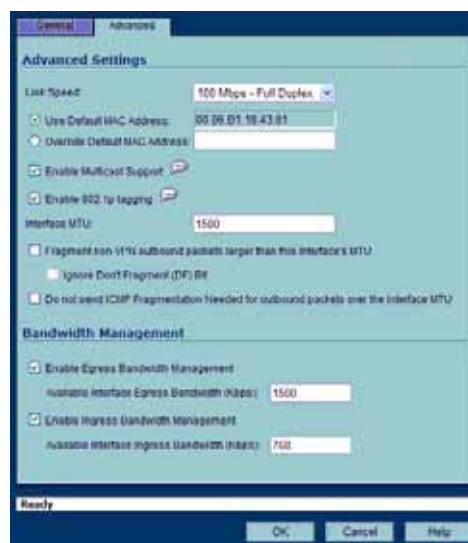 General Advanced
Advanced Settings
Link Speed: 100 Mbps - Full Duplex
Use Default MAC Address: 00:06:B1:18:43:81
Override Default MAC Address:
Enable Multicast Support
Enable 802.1p tagging
Interface MTU: 1500
Fragment non-VPN outbound packets larger than this Interface's MTU
Ignore Don't Fragment (DF) Bit
Do not send ICMP Fragmentation Needed for outbound packets over the Interface MTU
Bandwidth Management
Enable Egress Bandwidth Management
Available Interface Egress Bandwidth (Kbps): 1500
Enable Ingress Bandwidth Management
Available Interface Ingress Bandwidth (Kbps): 768
Ready
OK Cancel Help